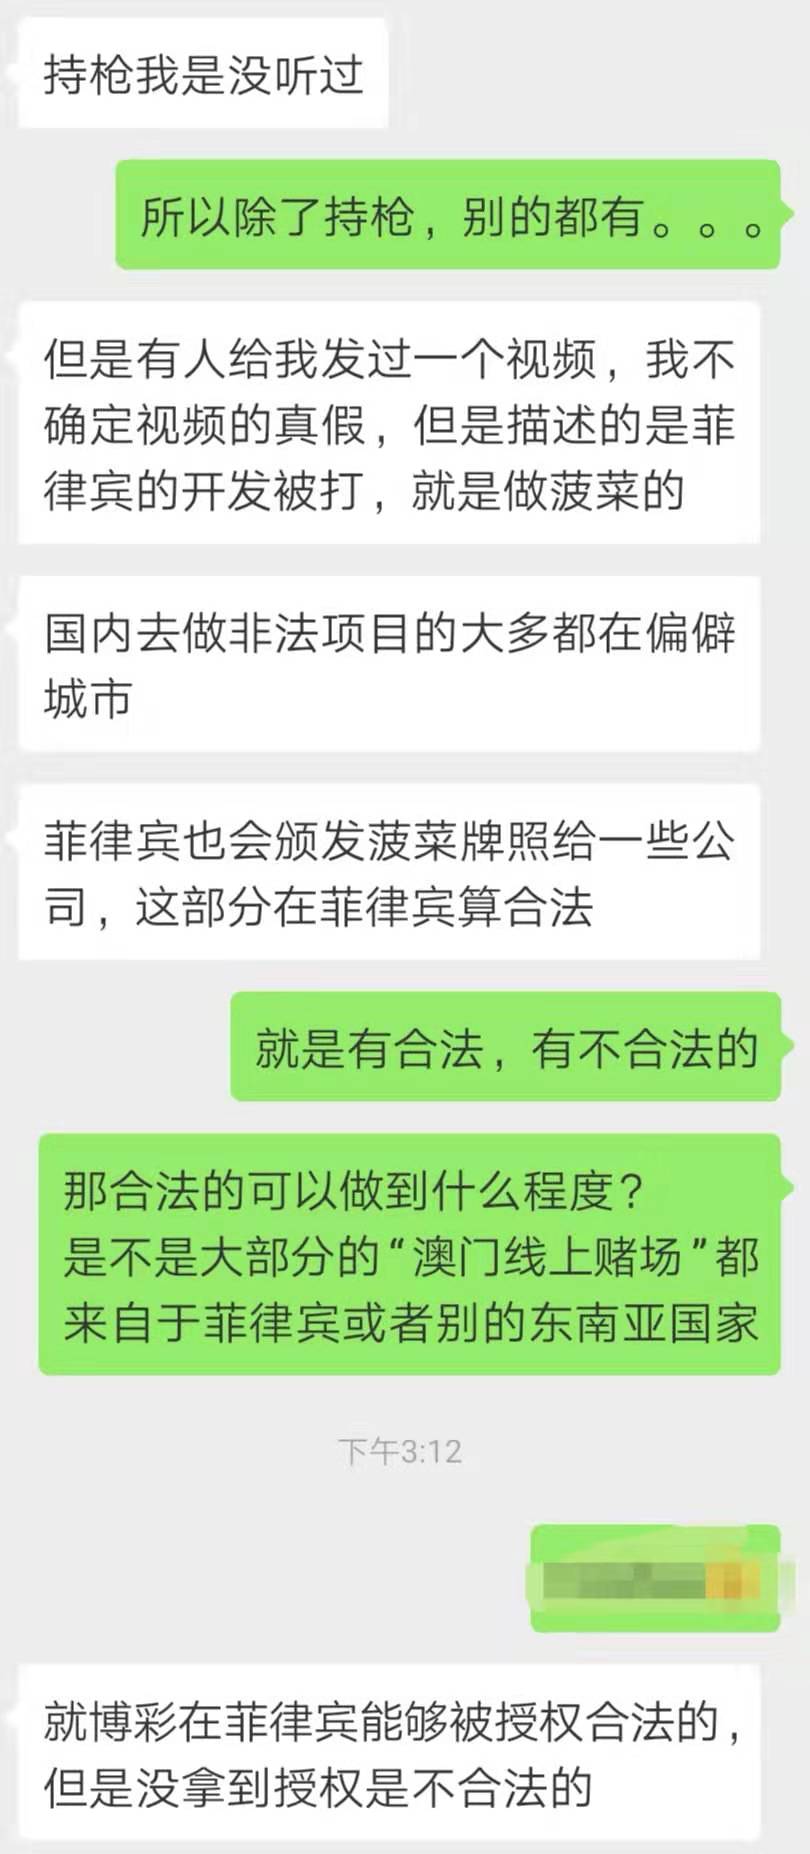 持枪我是没听过
所以除了持枪，别的都有。。。
但是有人给我发过一个视频，我不
确定视频的真假，但是描述的是菲
律宾的开发被打，就是做菠菜的
国内去做非法项目的大多都在偏僻
城市
菲律宾也会颁发菠菜牌照给一些公
司，这部分在菲律宾算合法
就是有合法，有不合法的
那合法的可以做到什么程度？
是不是大部分的“澳门线上赌场”都
来自于菲律宾或者别的东南亚国家
下午3:12
就博彩在菲律宾能够被授权合法的，
但是没拿到授权是不合法的